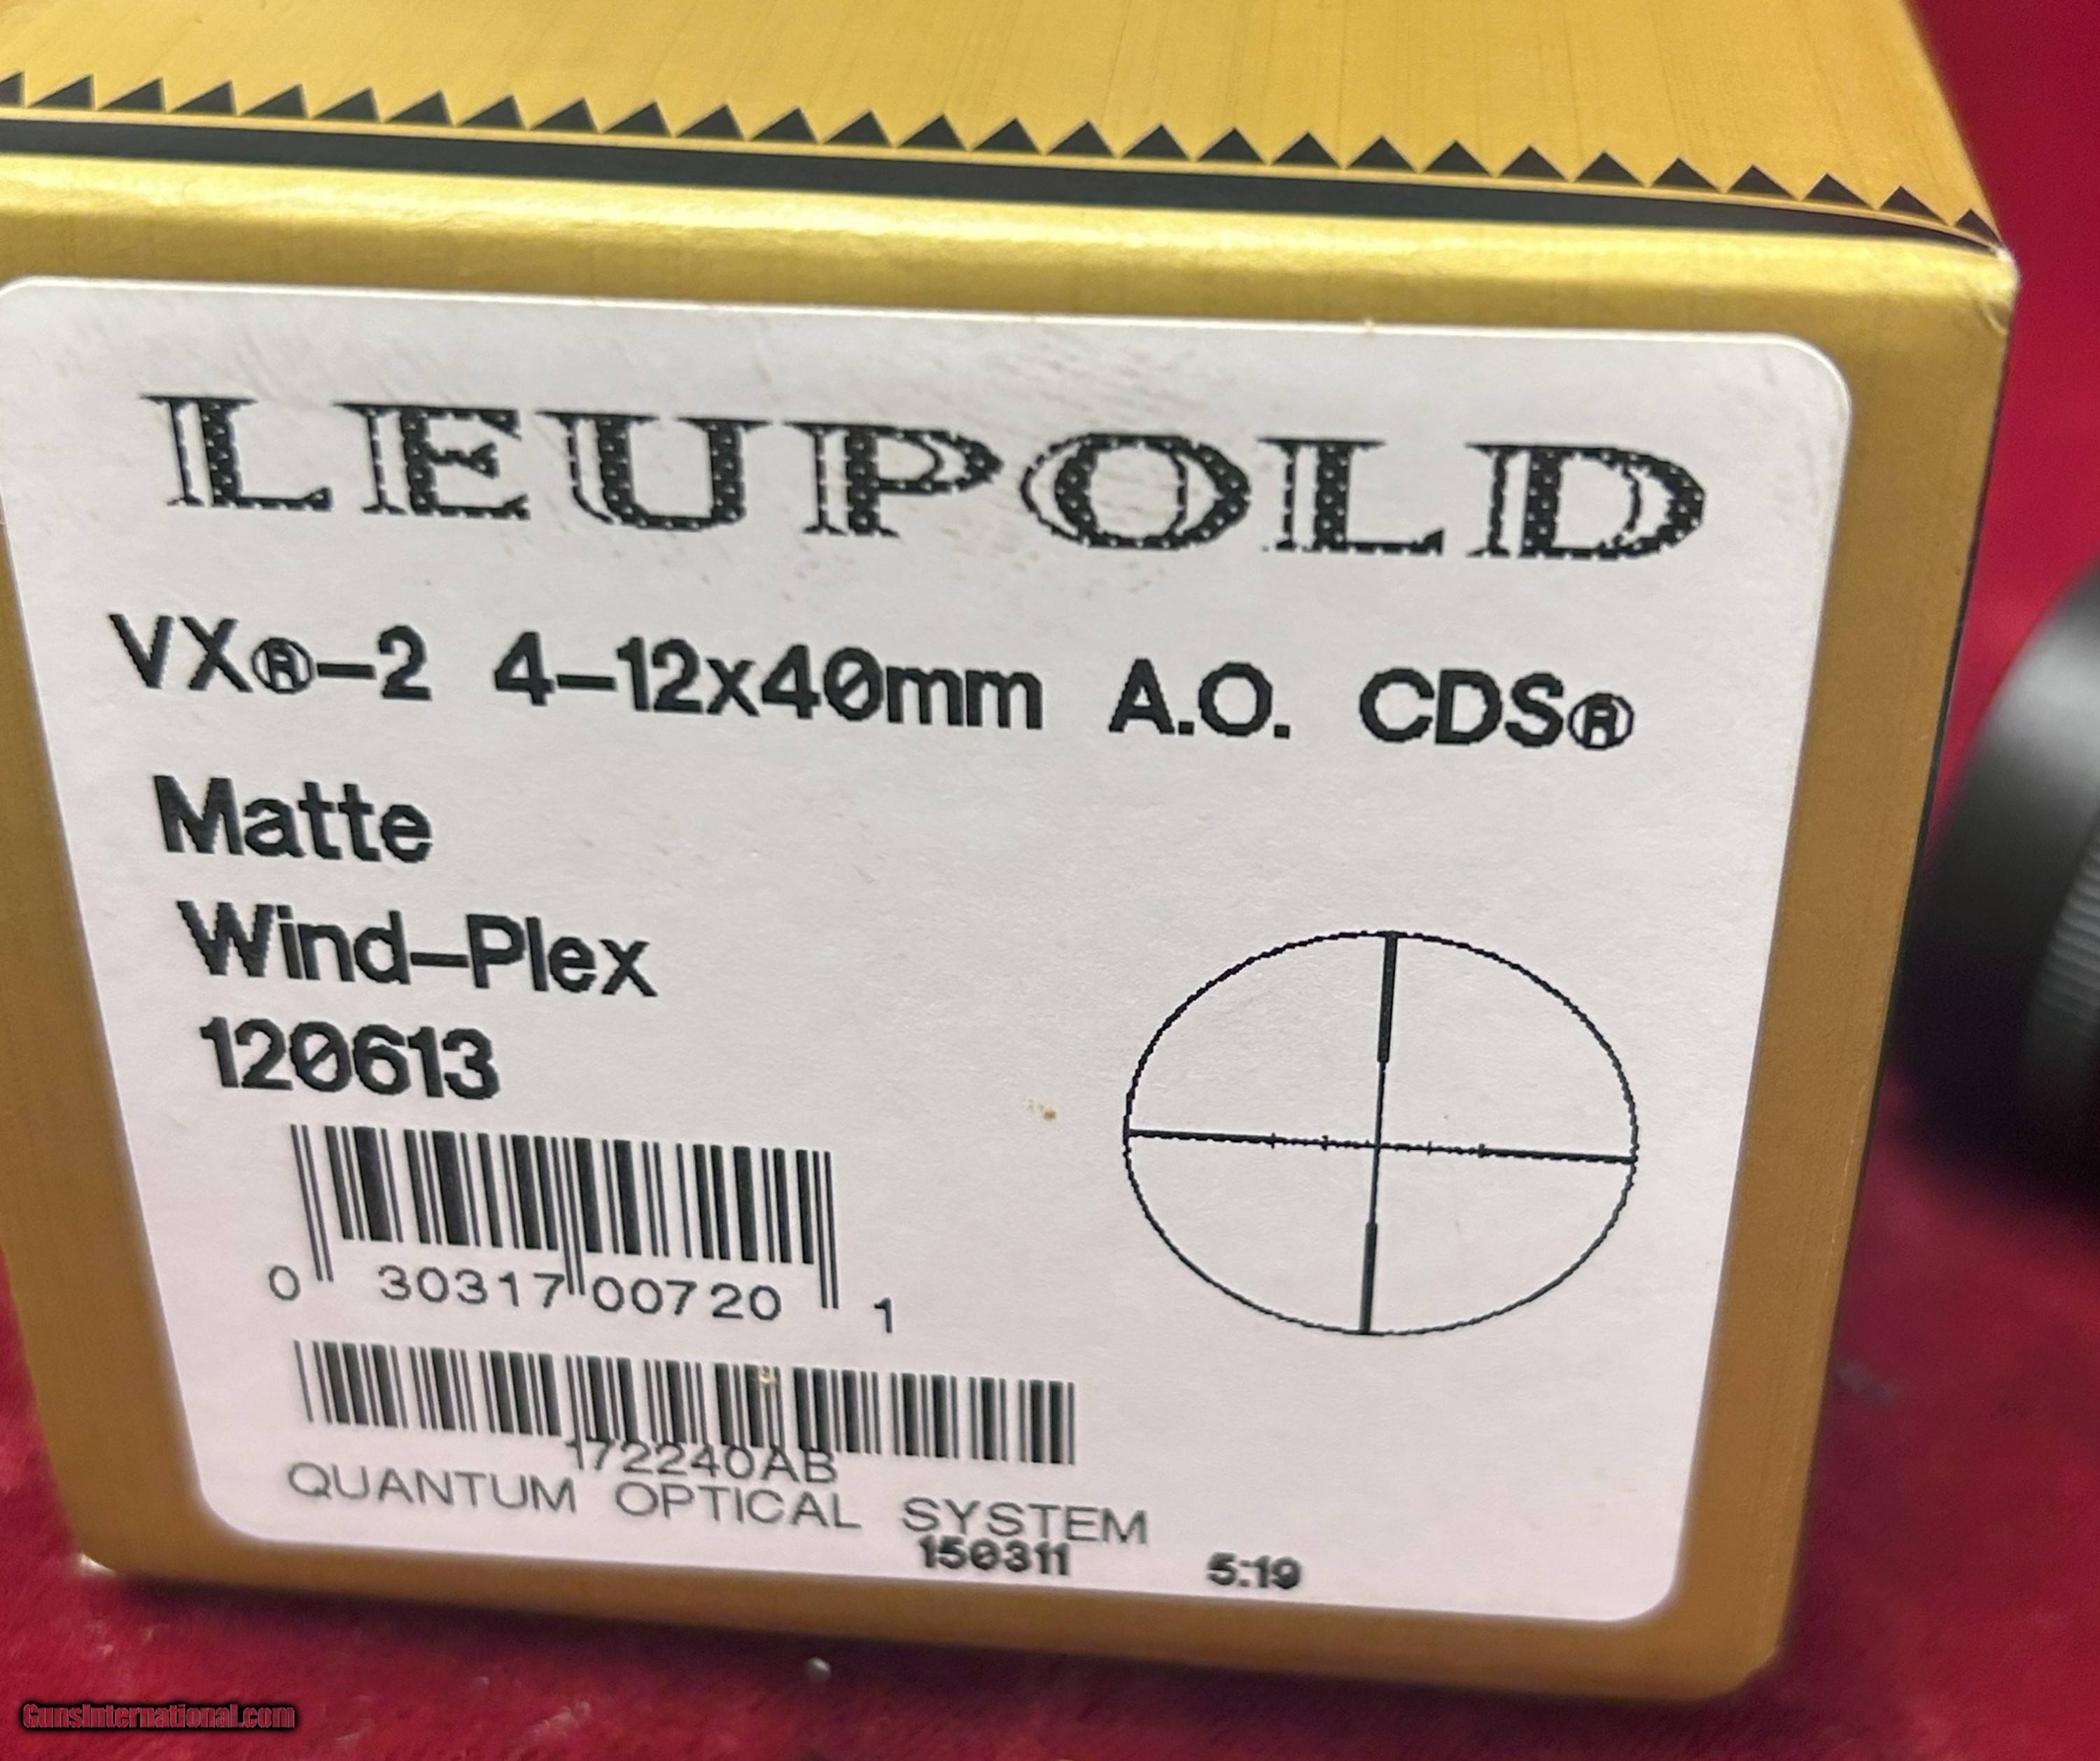 LEUPOLD
VX®-2 4-12x40mm A.O. CDS®
Matte
Wind-Plex
120613
0 30317 00720 1
172240AB
QUANTUM OPTICAL SYSTEM
150311 5:19
GunsInternational.com